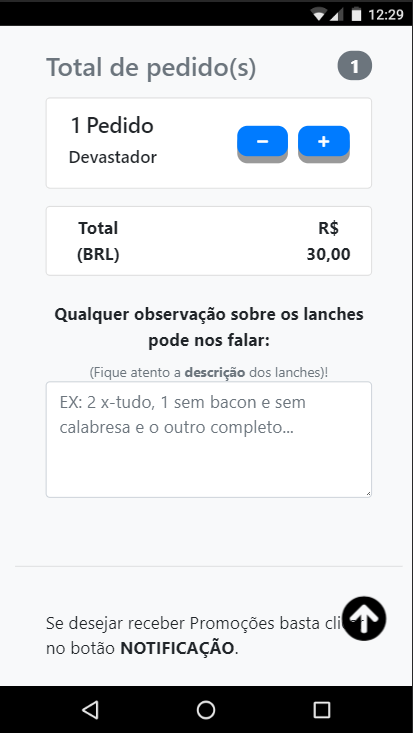 12:29
Total de pedido(s) 1
1 Pedido
Devastador
Total R$
(BRL) 30,00
Qualquer observação sobre os lanches
pode nos falar:
(Fique atento a descrição dos lanches)!
EX: 2 x-tudo, 1 sem bacon e sem
calabresa e o outro completo...
Se desejar receber Promoções basta
no botão NOTIFICAÇÃO.